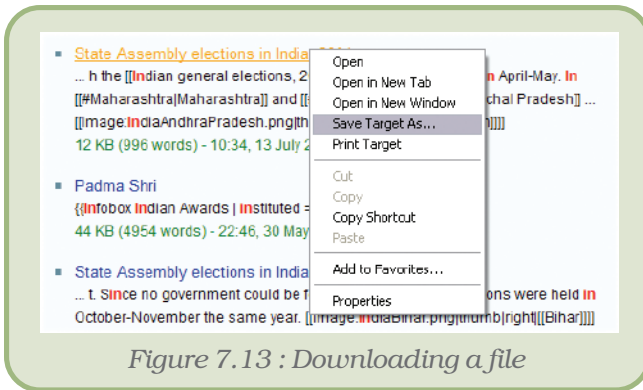 State Assembly elections in India
... h the [[Indian general elections, 2
n April-May. In
[[#Maharashtra|Maharashtra]] and [[
chal Pradesh]] ...
[[Image:IndiaAndhraPradesh.png|th
]]]]
12 KB (996 words) - 10:34, 13 July 2
Padma Shri
{{Infobox Indian Awards | instituted =
44 KB (4954 words) - 22:46, 30 May
State Assembly elections in India
... t. Since no government could be f
ons were held in
October-November the same year. [[Image:IndiaBihar.png|thumb|right|[[Bihar]]]]
Open
Open in New Tab
Open in New Window
Save Target As...
Print Target
Cut
Copy
Copy Shortcut
Paste
Add to Favorites...
Properties
Figure 7.13 : Downloading a file